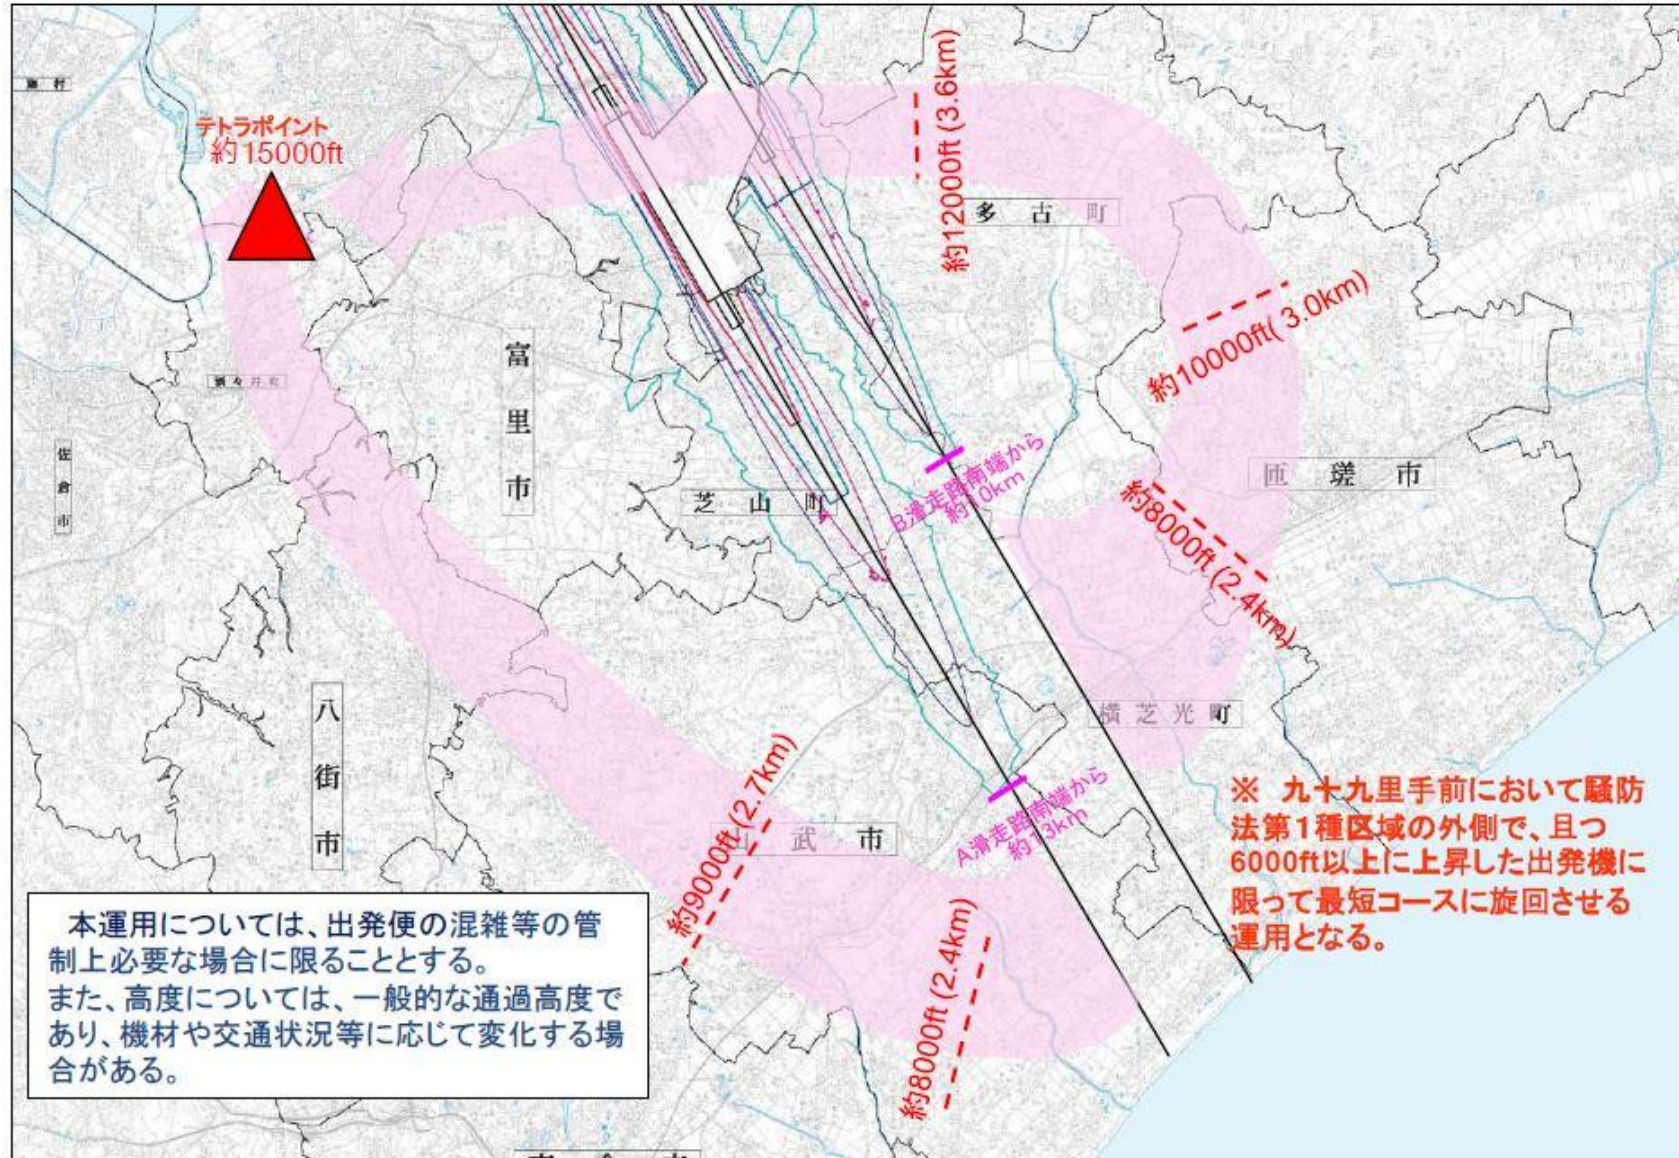 テトラポイント
約15000ft
約12000ft (3.6km)
多古町
約10000ft( 3.0km)
富里市
佐倉市
芝山町
B滑走路南端から
約10km
匝瑳市
約8000ft (2.4km)
八街市
横芝光町
山武市
A滑走路南端から
約13km
約9000ft (2.7km)
約8000ft (2.4km)
※ 九十九里手前において騒防
法第1種区域の外側で、且つ
6000ft以上に上昇した出発機に
限って最短コースに旋回させる
運用となる。
本運用については、出発便の混雑等の管
制上必要な場合に限ることとする。
また、高度については、一般的な通過高度で
あり、機材や交通状況等に応じて変化する場
合がある。